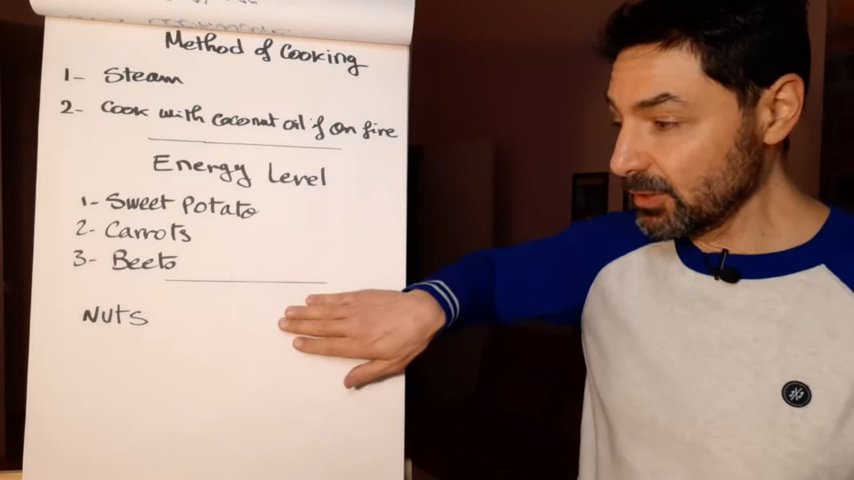 Method of Cooking
1- Steam
2- Cook with coconut oil if on fire
Energy Level
1- Sweet Potato
2- Carrots
3- Beets
Nuts